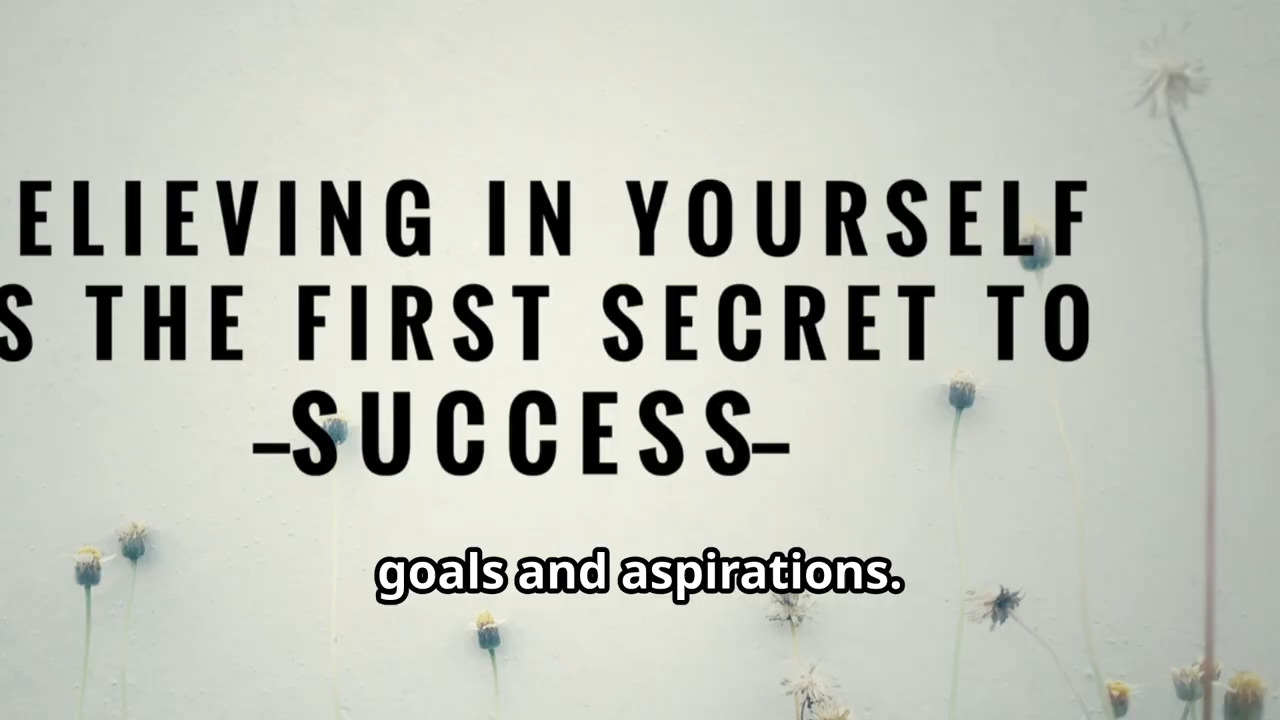 ELIEVING IN YOURSELF
S THE FIRST SECRET TO
–SUCCESS–
goals and aspirations.